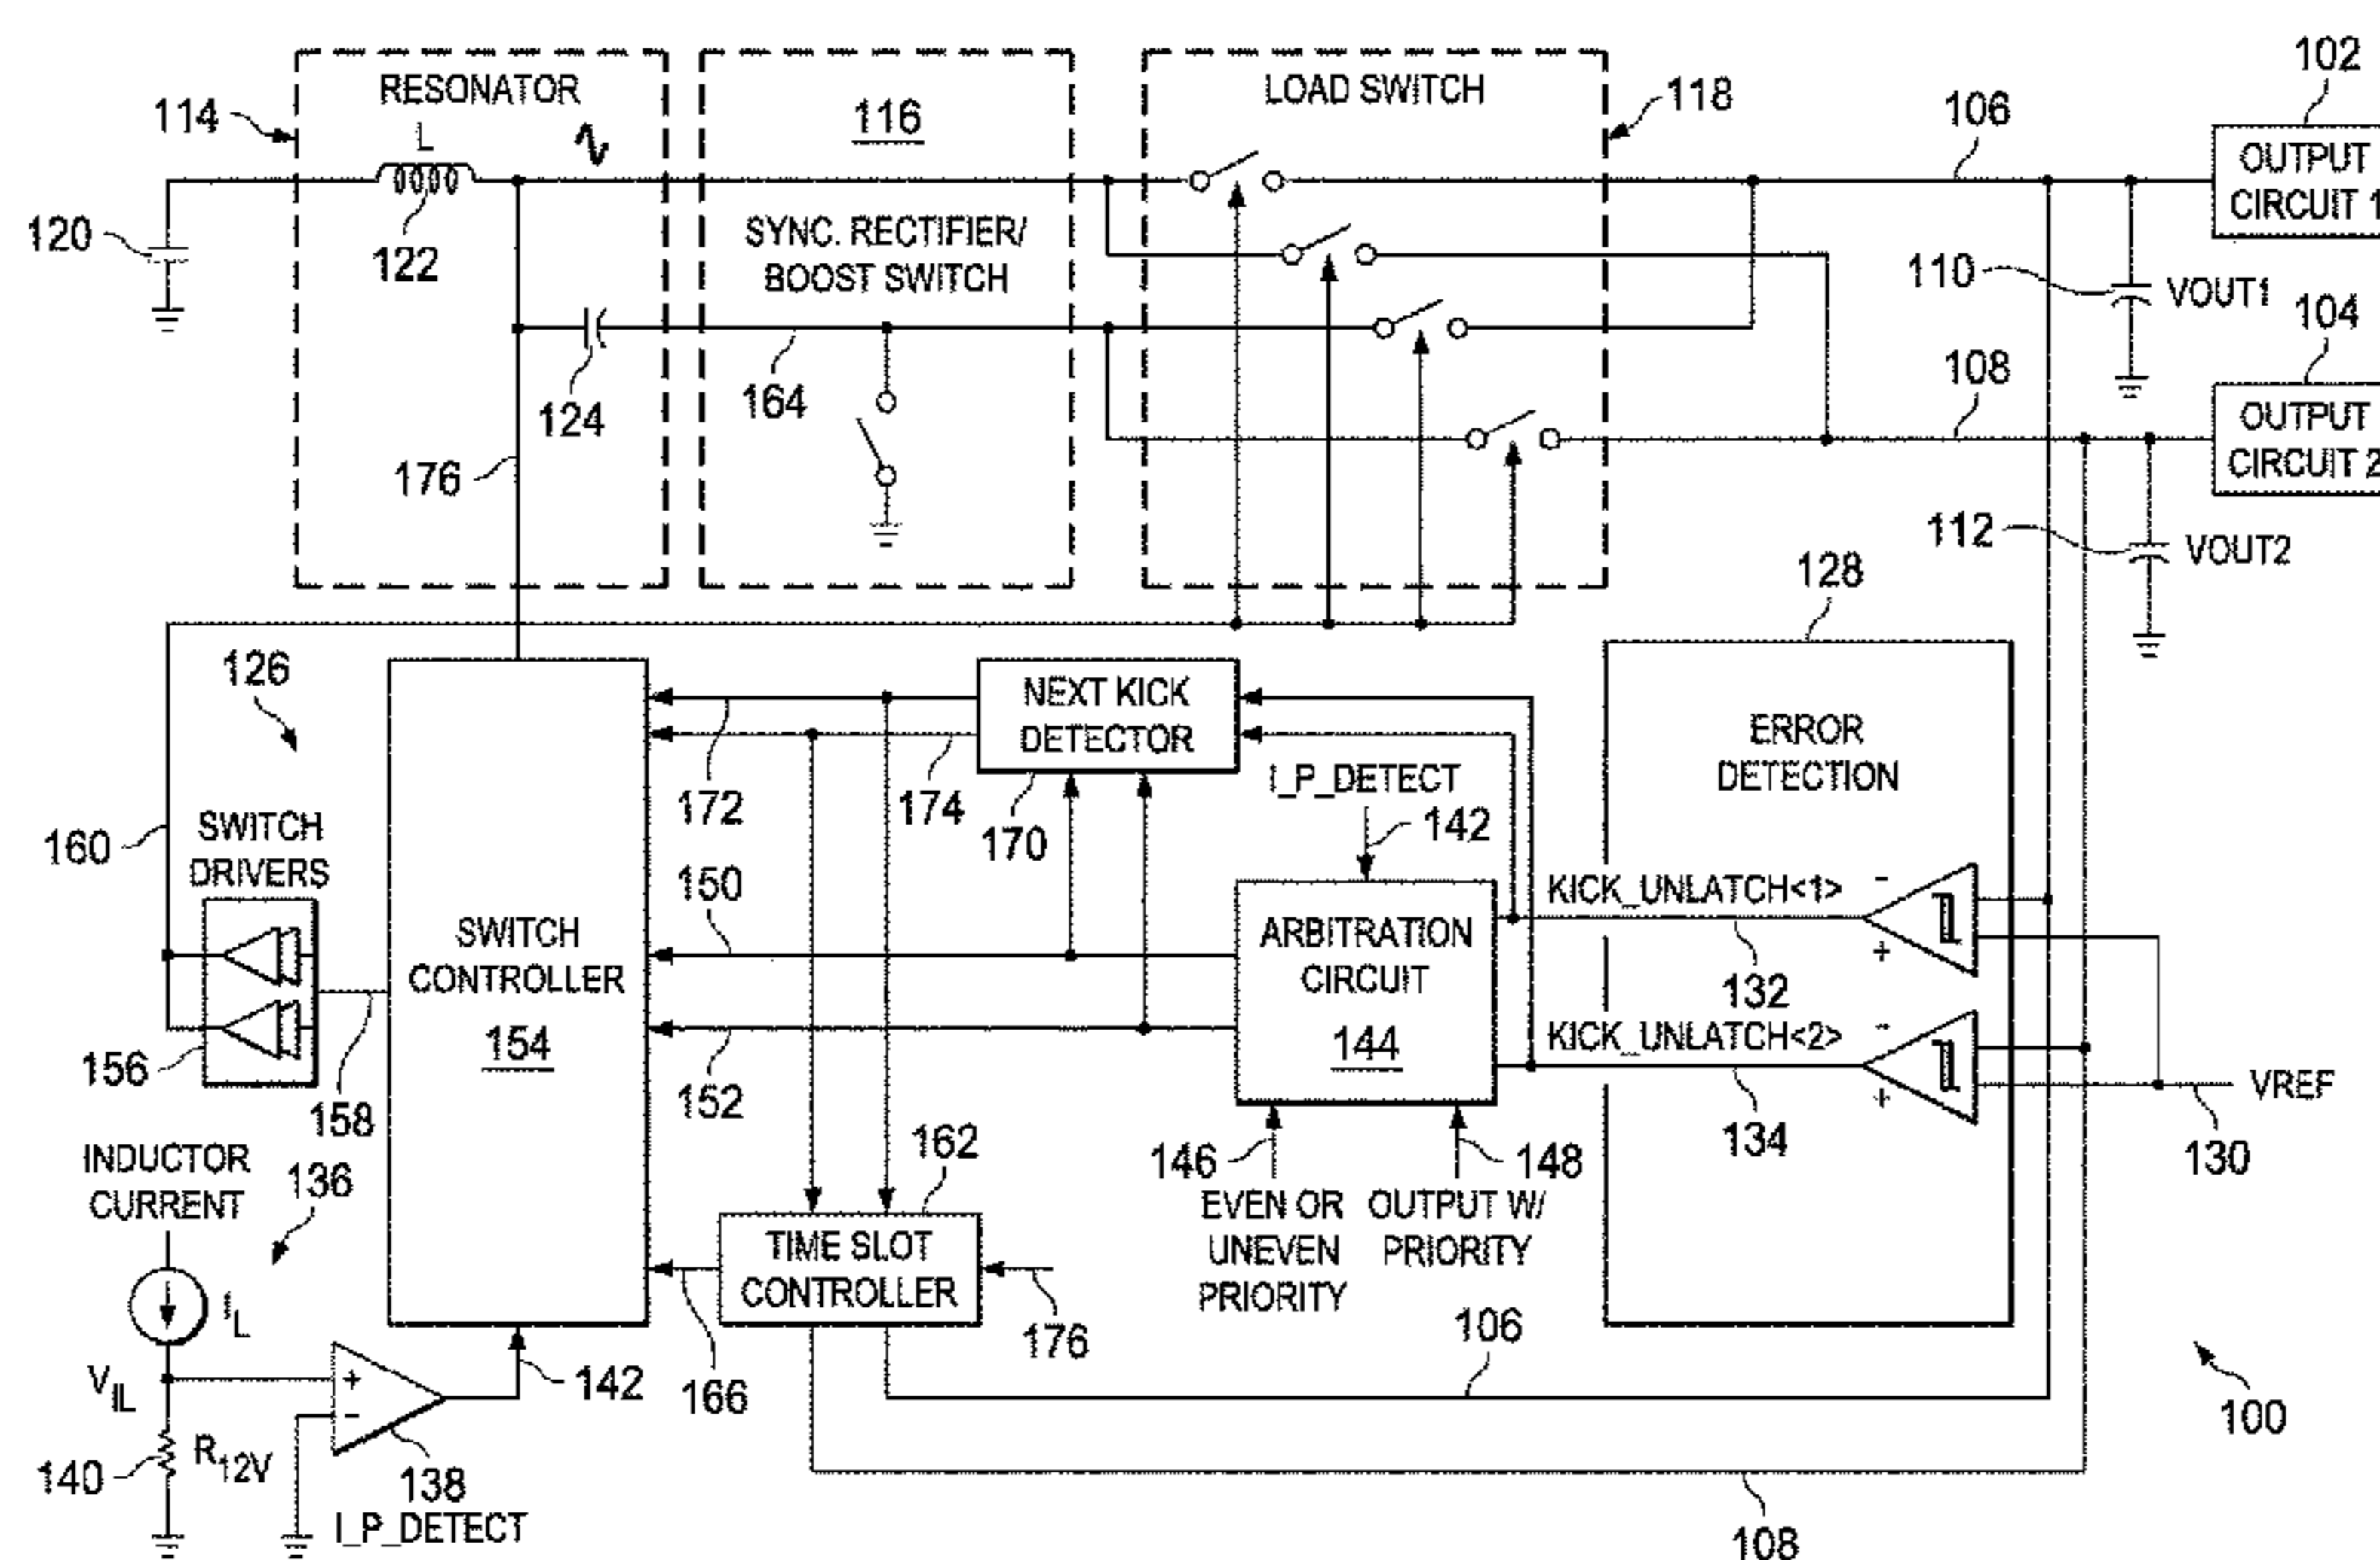 RESONATOR
LOAD SWITCH
102
114
116
118
106
OUTPUT
CIRCUIT 1
L
120
122
SYNC. RECTIFIER/
BOOST SWITCH
110
VOUT1
104
124
164
108
OUTPUT
CIRCUIT 2
176
112
VOUT2
128
126
NEXT KICK
DETECTOR
ERROR
DETECTION
172
174
170
I_P_DETECT
142
160
SWITCH
DRIVERS
150
KICK_UNLATCH<1>
-
+
SWITCH
CONTROLLER
154
ARBITRATION
CIRCUIT
144
132
KICK_UNLATCH<2>
-
+
156
158
152
134
VREF
130
INDUCTOR
CURRENT
136
162
146
148
EVEN OR
UNEVEN
PRIORITY
OUTPUT W/
PRIORITY
TIME SLOT
CONTROLLER
IL
166
176
106
VIL
+
-
142
100
140
R12V
138
I_P_DETECT
108